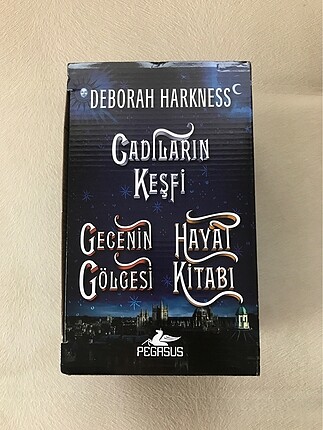 DEBORAH HARKNESS
CADILARIN
KEŞFİ
GECENİN
GÖLGESİ
HAYAT
KİTABI
PEGASUS